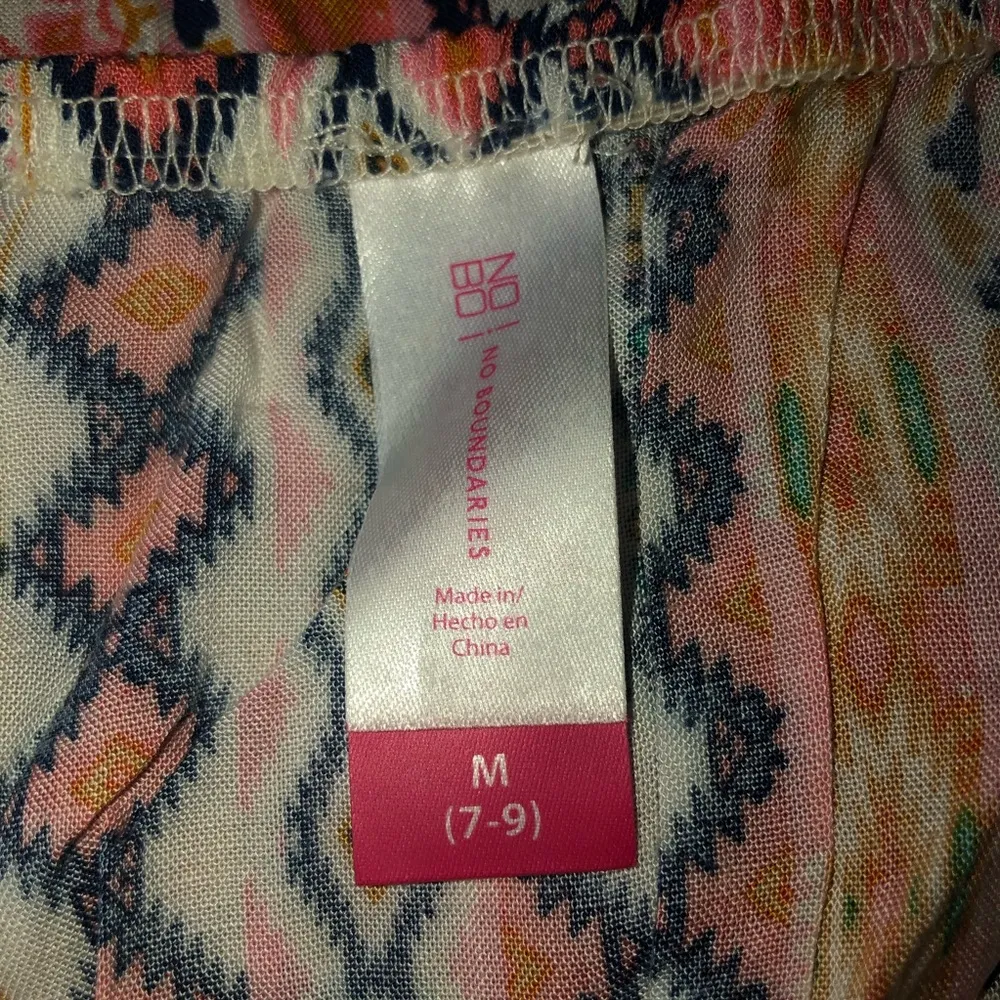 NO
BO
NO BOUNDARIES
Made in/
Hecho en
China
M
(7-9)